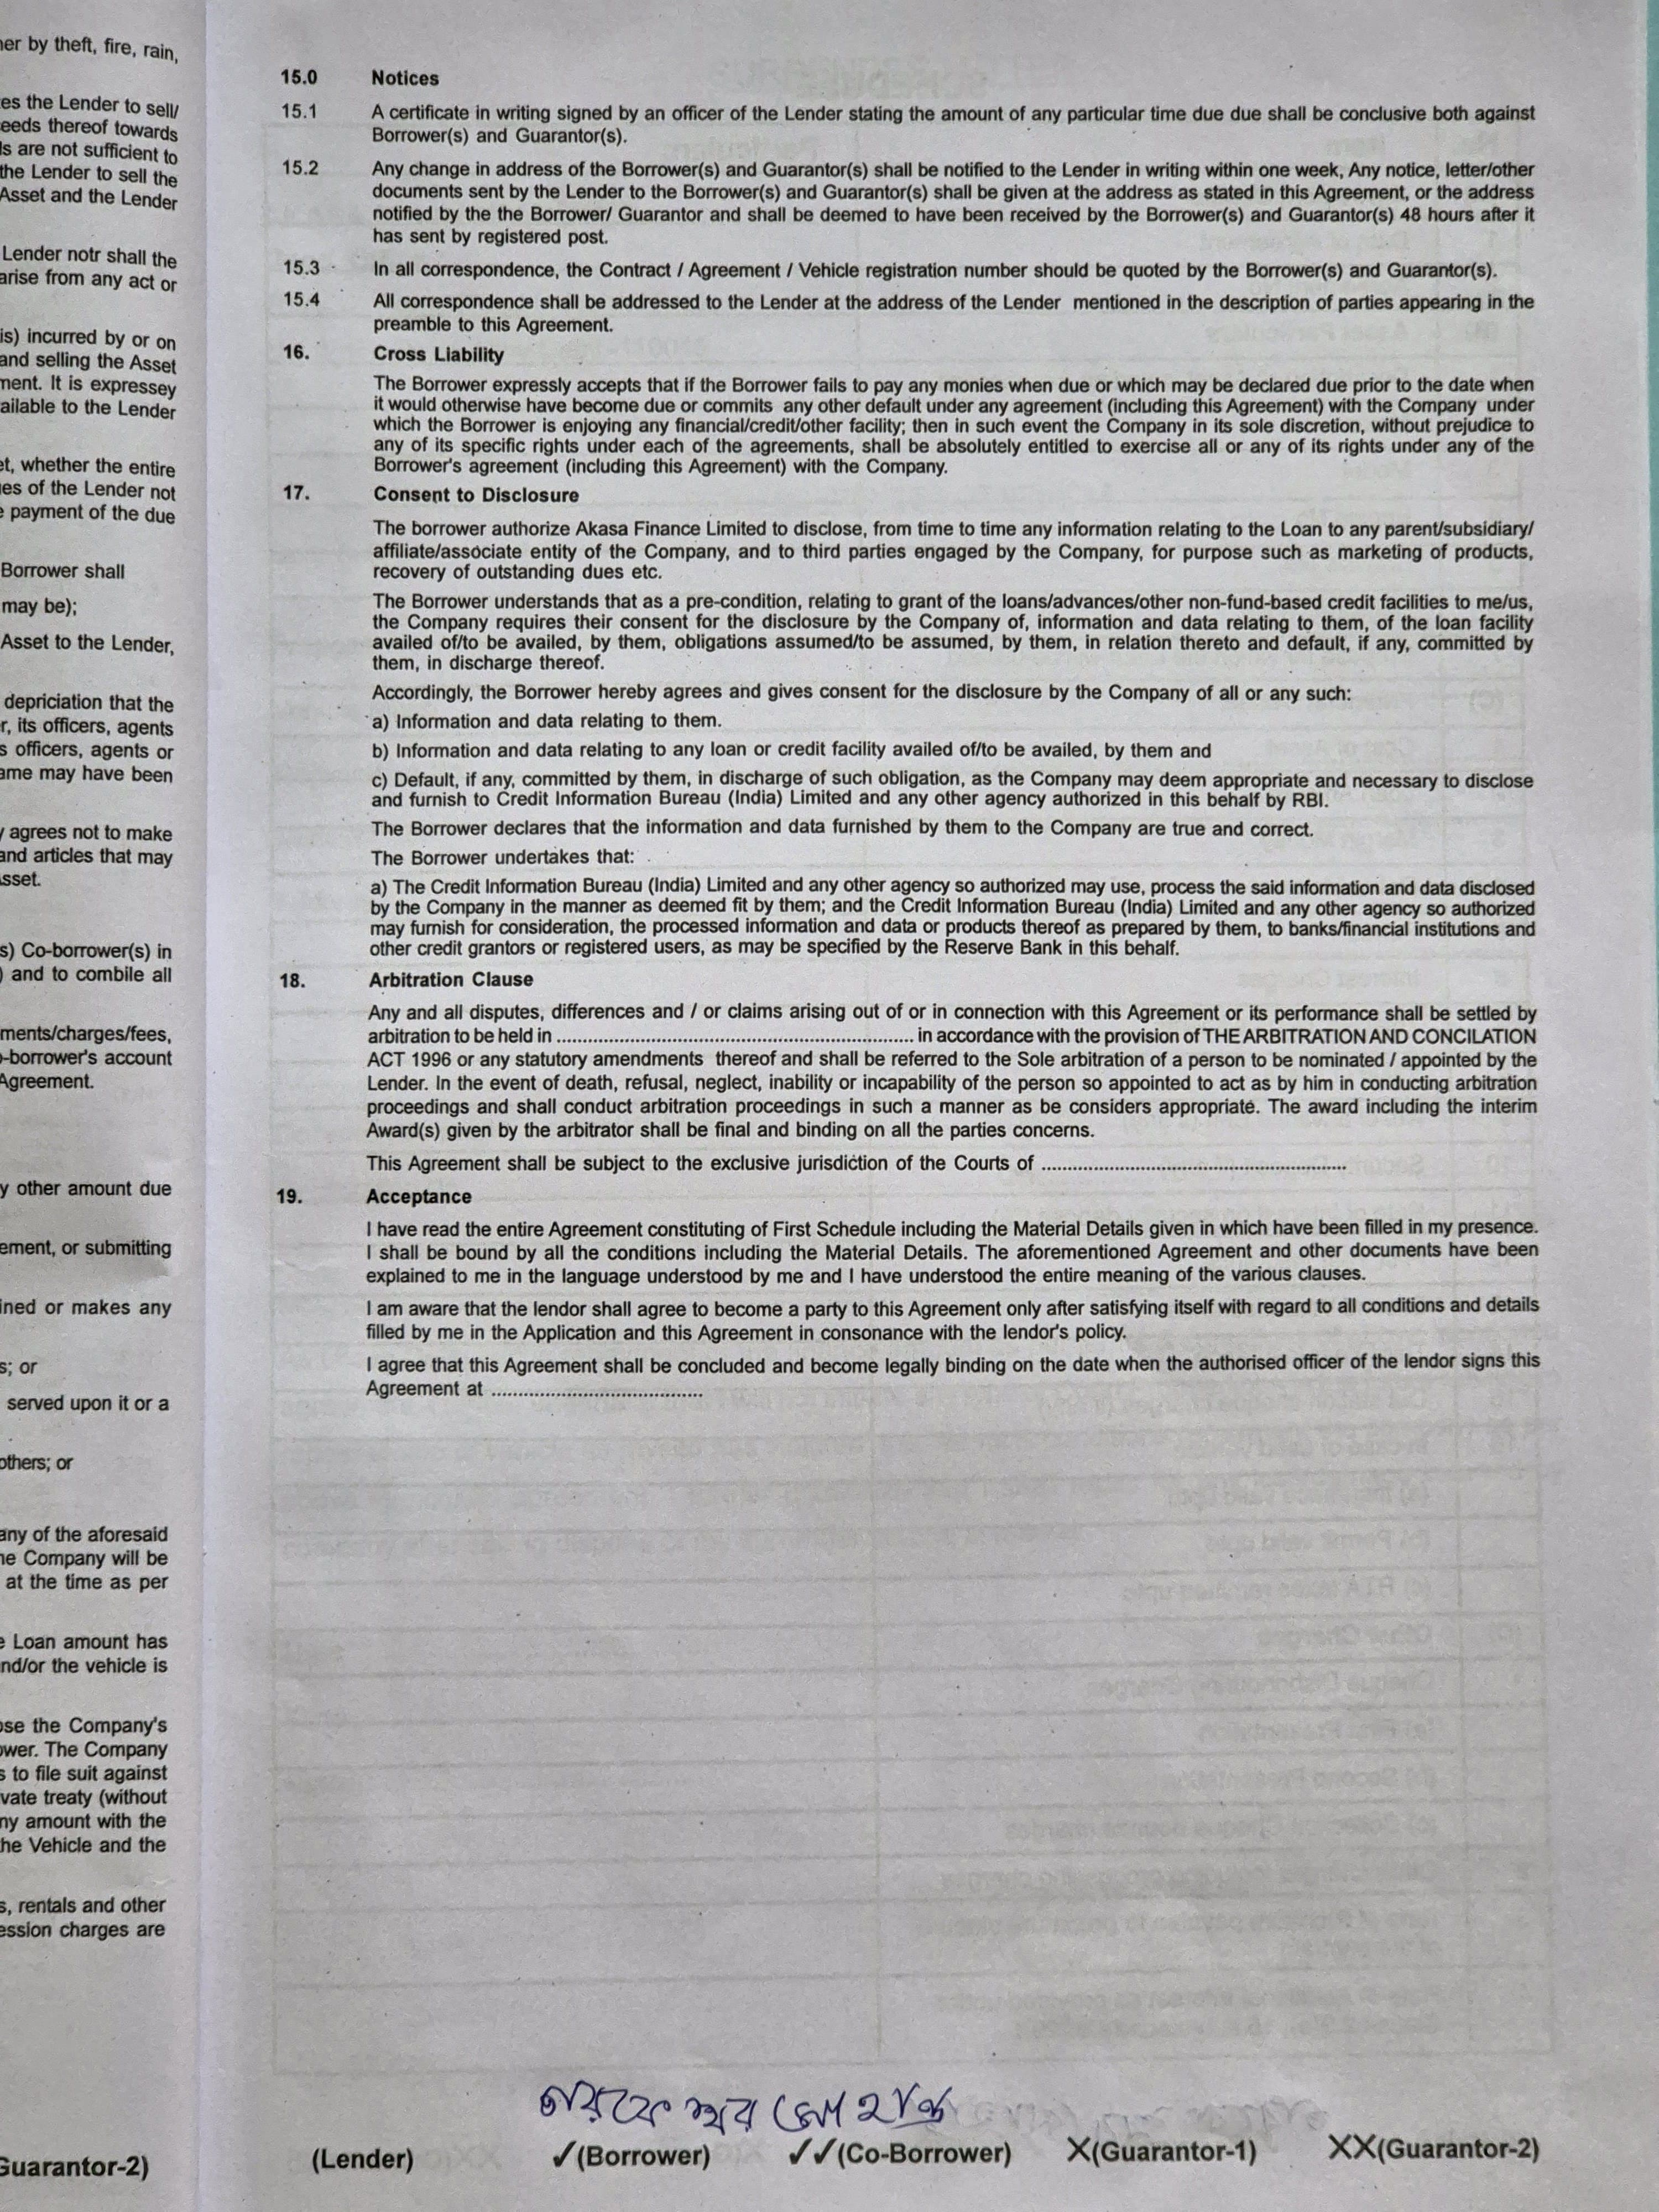 er by theft, fire, rain,
es the Lender to sell/
eeds thereof towards
ls are not sufficient to
the Lender to sell the
Asset and the Lender
Lender notr shall the
arise from any act or
is) incurred by or on
and selling the Asset
ment. It is expressey
ailable to the Lender
et, whether the entire
ues of the Lender not
e payment of the due
Borrower shall
may be);
Asset to the Lender,
depriciation that the
r, its officers, agents
s officers, agents or
ame may have been
y agrees not to make
and articles that may
sset.
s) Co-borrower(s) in
) and to combile all
ments/charges/fees,
o-borrower's account
Agreement.
y other amount due
ement, or submitting
ined or makes any
s; or
served upon it or a
others; or
any of the aforesaid
he Company will be
at the time as per
e Loan amount has
nd/or the vehicle is
ose the Company's
ower. The Company
s to file suit against
vate treaty (without
ny amount with the
he Vehicle and the
s, rentals and other
ession charges are
Guarantor-2)
15.0 Notices
15.1 A certificate in writing signed by an officer of the Lender stating the amount of any particular time due due shall be conclusive both against
Borrower(s) and Guarantor(s).
15.2 Any change in address of the Borrower(s) and Guarantor(s) shall be notified to the Lender in writing within one week, Any notice, letter/other
documents sent by the Lender to the Borrower(s) and Guarantor(s) shall be given at the address as stated in this Agreement, or the address
notified by the the Borrower/ Guarantor and shall be deemed to have been received by the Borrower(s) and Guarantor(s) 48 hours after it
has sent by registered post.
15.3 In all correspondence, the Contract / Agreement / Vehicle registration number should be quoted by the Borrower(s) and Guarantor(s).
15.4 All correspondence shall be addressed to the Lender at the address of the Lender mentioned in the description of parties appearing in the
preamble to this Agreement.
16. Cross Liability
The Borrower expressly accepts that if the Borrower fails to pay any monies when due or which may be declared due prior to the date when
it would otherwise have become due or commits any other default under any agreement (including this Agreement) with the Company under
which the Borrower is enjoying any financial/credit/other facility; then in such event the Company in its sole discretion, without prejudice to
any of its specific rights under each of the agreements, shall be absolutely entitled to exercise all or any of its rights under any of the
Borrower's agreement (including this Agreement) with the Company.
17. Consent to Disclosure
The borrower authorize Akasa Finance Limited to disclose, from time to time any information relating to the Loan to any parent/subsidiary/
affiliate/associate entity of the Company, and to third parties engaged by the Company, for purpose such as marketing of products,
recovery of outstanding dues etc.
The Borrower understands that as a pre-condition, relating to grant of the loans/advances/other non-fund-based credit facilities to me/us,
the Company requires their consent for the disclosure by the Company of, information and data relating to them, of the loan facility
availed of/to be availed, by them, obligations assumed/to be assumed, by them, in relation thereto and default, if any, committed by
them, in discharge thereof.
Accordingly, the Borrower hereby agrees and gives consent for the disclosure by the Company of all or any such:
a) Information and data relating to them.
b) Information and data relating to any loan or credit facility availed of/to be availed, by them and
c) Default, if any, committed by them, in discharge of such obligation, as the Company may deem appropriate and necessary to disclose
and furnish to Credit Information Bureau (India) Limited and any other agency authorized in this behalf by RBI.
The Borrower declares that the information and data furnished by them to the Company are true and correct.
The Borrower undertakes that:
a) The Credit Information Bureau (India) Limited and any other agency so authorized may use, process the said information and data disclosed
by the Company in the manner as deemed fit by them; and the Credit Information Bureau (India) Limited and any other agency so authorized
may furnish for consideration, the processed information and data or products thereof as prepared by them, to banks/financial institutions and
other credit grantors or registered users, as may be specified by the Reserve Bank in this behalf.
18. Arbitration Clause
Any and all disputes, differences and / or claims arising out of or in connection with this Agreement or its performance shall be settled by
arbitration to be held in .......................... in accordance with the provision of THE ARBITRATION AND CONCILATION
ACT 1996 or any statutory amendments thereof and shall be referred to the Sole arbitration of a person to be nominated / appointed by the
Lender. In the event of death, refusal, neglect, inability or incapability of the person so appointed to act as by him in conducting arbitration
proceedings and shall conduct arbitration proceedings in such a manner as be considers appropriate. The award including the interim
Award(s) given by the arbitrator shall be final and binding on all the parties concerns.
This Agreement shall be subject to the exclusive jurisdiction of the Courts of ..........................
19. Acceptance
I have read the entire Agreement constituting of First Schedule including the Material Details given in which have been filled in my presence.
I shall be bound by all the conditions including the Material Details. The aforementioned Agreement and other documents have been
explained to me in the language understood by me and I have understood the entire meaning of the various clauses.
I am aware that the lendor shall agree to become a party to this Agreement only after satisfying itself with regard to all conditions and details
filled by me in the Application and this Agreement in consonance with the lendor's policy.
I agree that this Agreement shall be concluded and become legally binding on the date when the authorised officer of the lendor signs this
Agreement at ..........................
তারকেশ্বর মোহান্ত
(Lender) ✓(Borrower) ✓✓(Co-Borrower) X(Guarantor-1) XX(Guarantor-2)